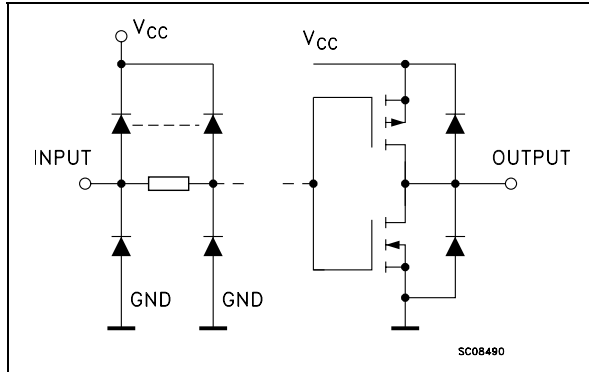 VCC
VCC
INPUT
OUTPUT
GND
GND
SC08490